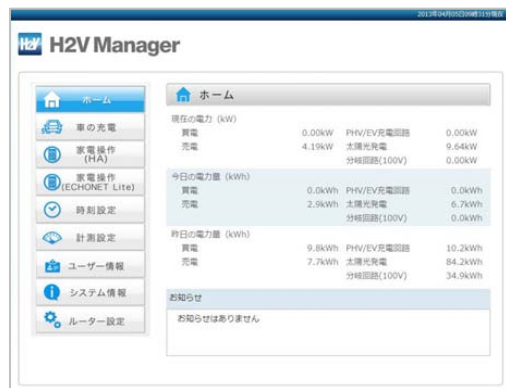 2013年04月05日09時31分現在
H2V H2V Manager
ホーム
車の充電
家電操作
(HA)
家電操作
(ECHONET Lite)
時刻設定
計測設定
ユーザー情報
システム情報
ルーター設定
ホーム
現在の電力 (kW)
買電 0.00kW PHV/EV充電回路 0.00kW
売電 4.19kW 太陽光発電 9.64kW
分岐回路(100V) 0.00kW
今日の電力量 (kWh)
買電 0.0kWh PHV/EV充電回路 0.0kWh
売電 2.9kWh 太陽光発電 6.7kWh
分岐回路(100V) 0.0kWh
昨日の電力量 (kWh)
買電 9.8kWh PHV/EV充電回路 10.2kWh
売電 7.7kWh 太陽光発電 84.2kWh
分岐回路(100V) 34.9kWh
お知らせ
お知らせはありません